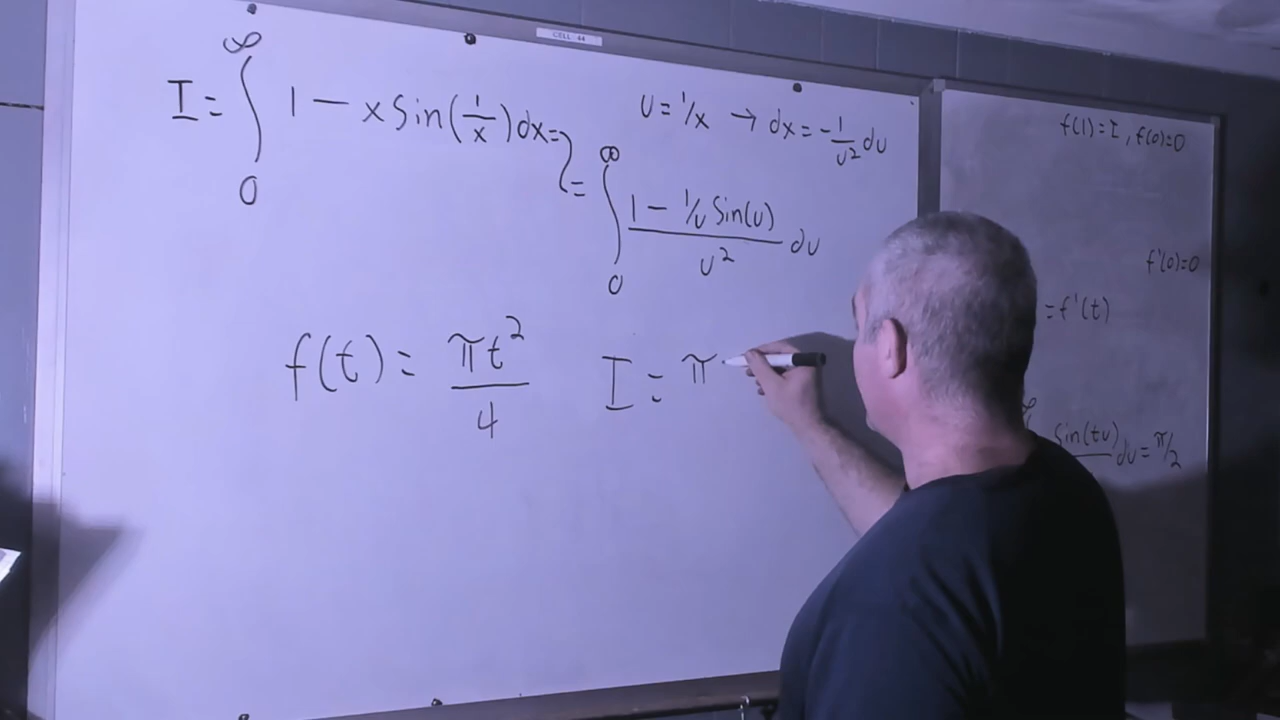 CELL 44
I = ∫₀^∞ 1 − x Sin(1/x) dx =
U = 1/x → dx = −1/U² du
= ∫₀^∞ (1 − 1/U Sin(U))/U² du
f(t) = πt²/4
I = π
f(1) = I, f(0) = 0
f'(0) = 0
= f'(t)
∞
Sin(tu) du = π/2